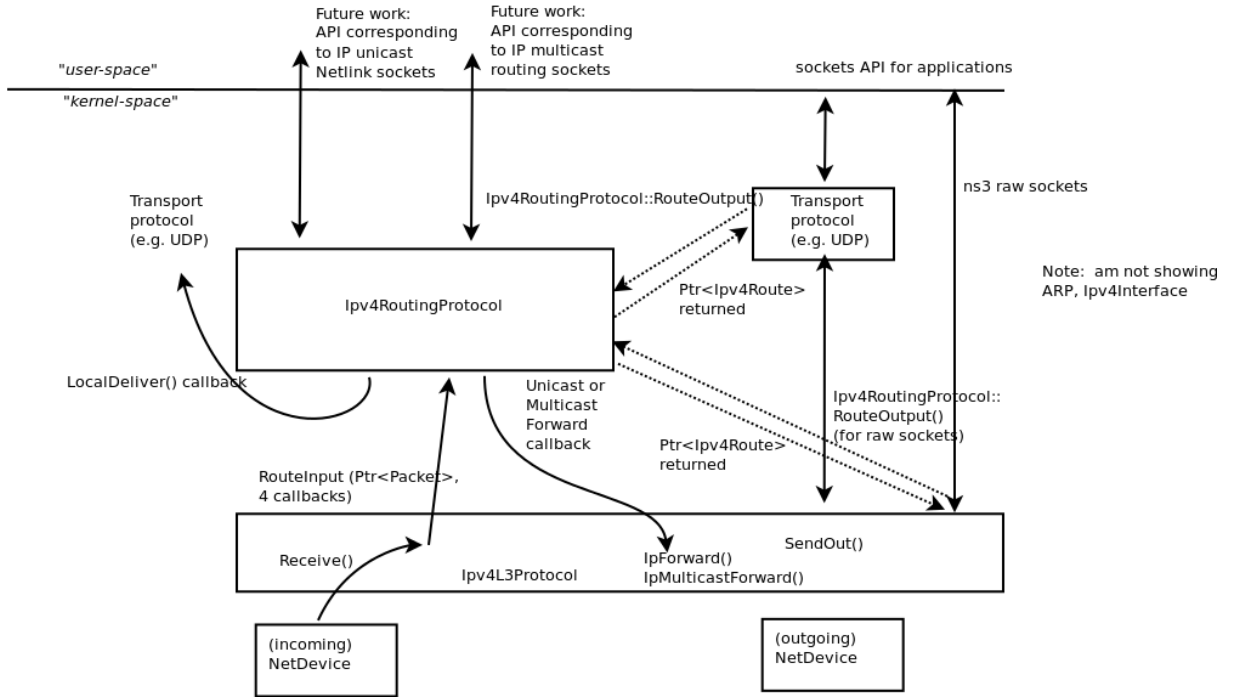 Future work:
API corresponding
to IP unicast
Netlink sockets
Future work:
API corresponding
to IP multicast
routing sockets
"user-space"
sockets API for applications
"kernel-space"
Transport
protocol
(e.g. UDP)
Ipv4RoutingProtocol::RouteOutput()
Transport
protocol
(e.g. UDP)
ns3 raw sockets
Note:  am not showing
ARP, Ipv4Interface
Ipv4RoutingProtocol
Ptr<Ipv4Route>
returned
LocalDeliver() callback
Unicast or
Multicast
Forward
callback
Ipv4RoutingProtocol::
RouteOutput()
(for raw sockets)
Ptr<Ipv4Route>
returned
RouteInput (Ptr<Packet>,
4 callbacks)
Receive()
Ipv4L3Protocol
IpForward()
IpMulticastForward()
SendOut()
(incoming)
NetDevice
(outgoing)
NetDevice